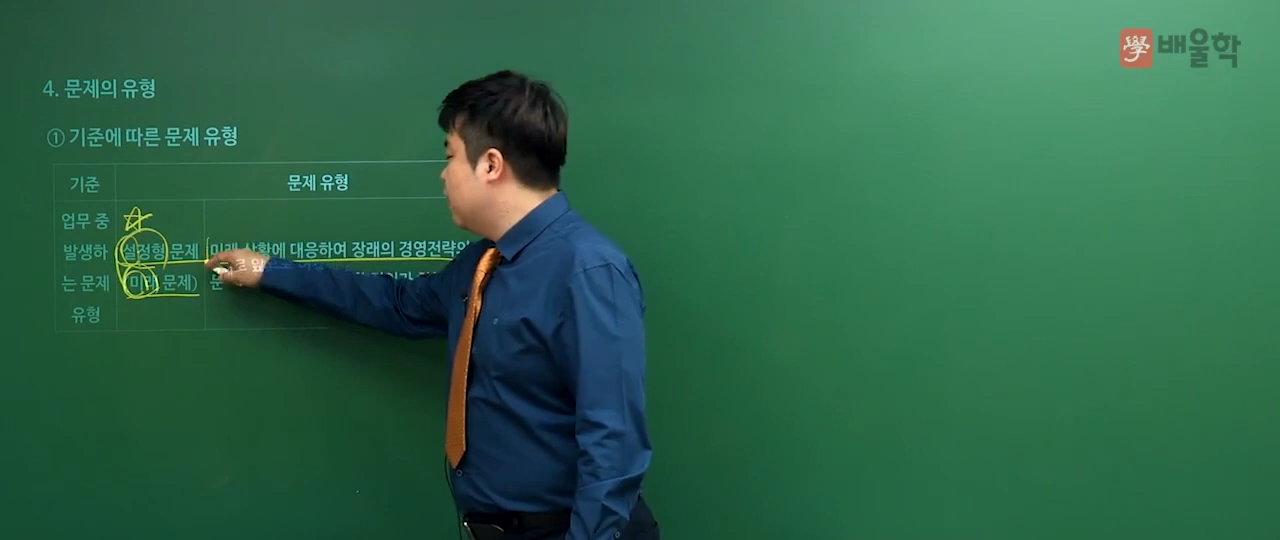 學 배울학
4. 문제의 유형
① 기준에 따른 문제 유형
기준 문제 유형
업무 중
발생하 설정형 문제 미래 상황에 대응하여 장래의 경영전략의
는 문제 (미래 문제) 문
유형